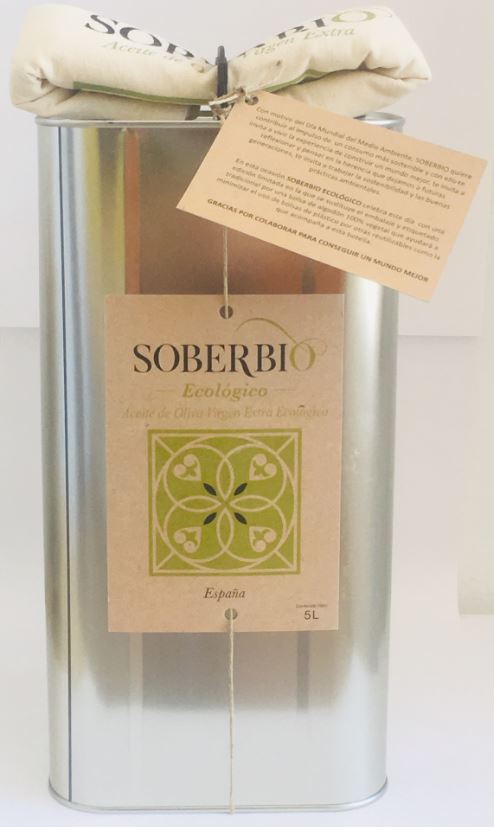 SOBERBIO
Aceite de Virgen Extra
Con motivo del Día Mundial del Medio Ambiente, SOBERBIO quiere
contribuir al impulso de un consumo más sostenible y con ello te
invita a vivir la experiencia de construir un mundo mejor, te invita a
reflexionar y pensar en la herencia que dejamos a futuras
generaciones, te invita a trabajar la sostenibilidad y las buenas
prácticas ambientales.
En esta ocasión SOBERBIO ECOLÓGICO celebra este día con una
edición limitada en la que se sustituye el embalaje y etiquetado
tradicional por una bolsa de algodón 100% vegetal que ayudará a
minimizar el uso de bolsas de plástico por otras reutilizables como la
que acompaña a esta botella.
GRACIAS POR COLABORAR PARA CONSEGUIR UN MUNDO MEJOR
SOBERBIO
Ecológico
Aceite de Oliva Virgen Extra Ecológico
España
5L